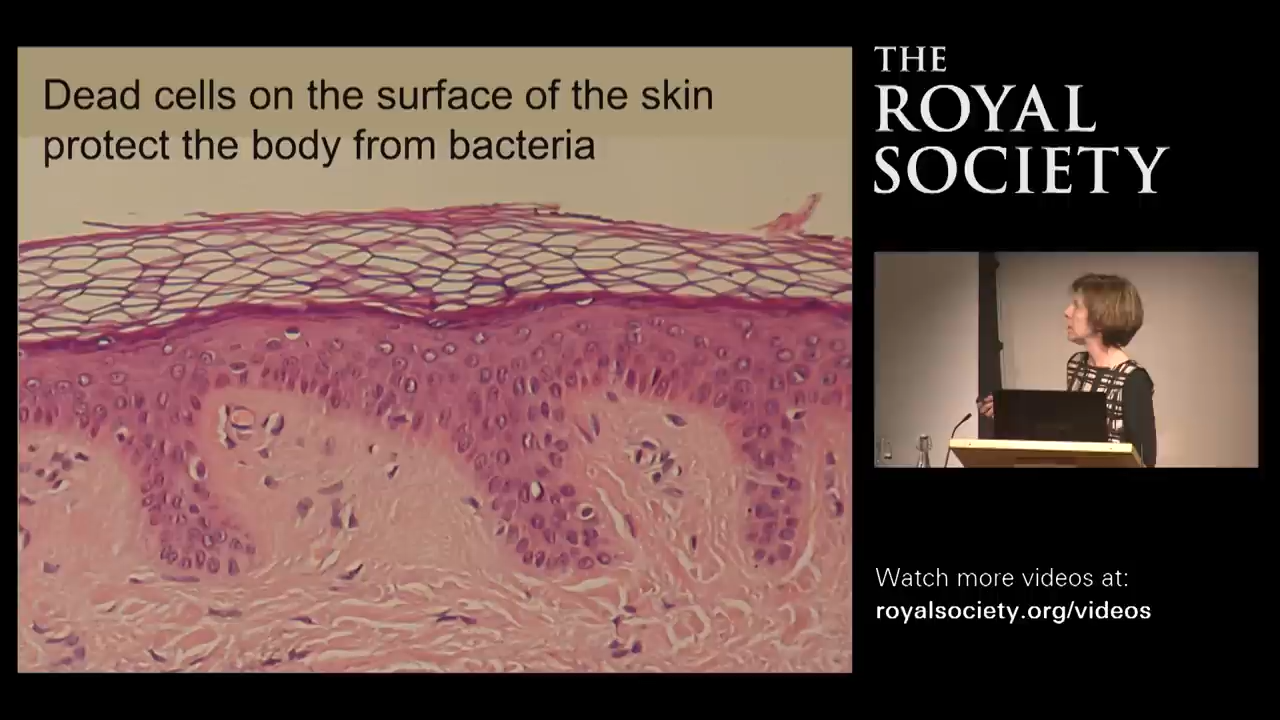 Dead cells on the surface of the skin
protect the body from bacteria
THE
ROYAL
SOCIETY
Watch more videos at:
royalsociety.org/videos